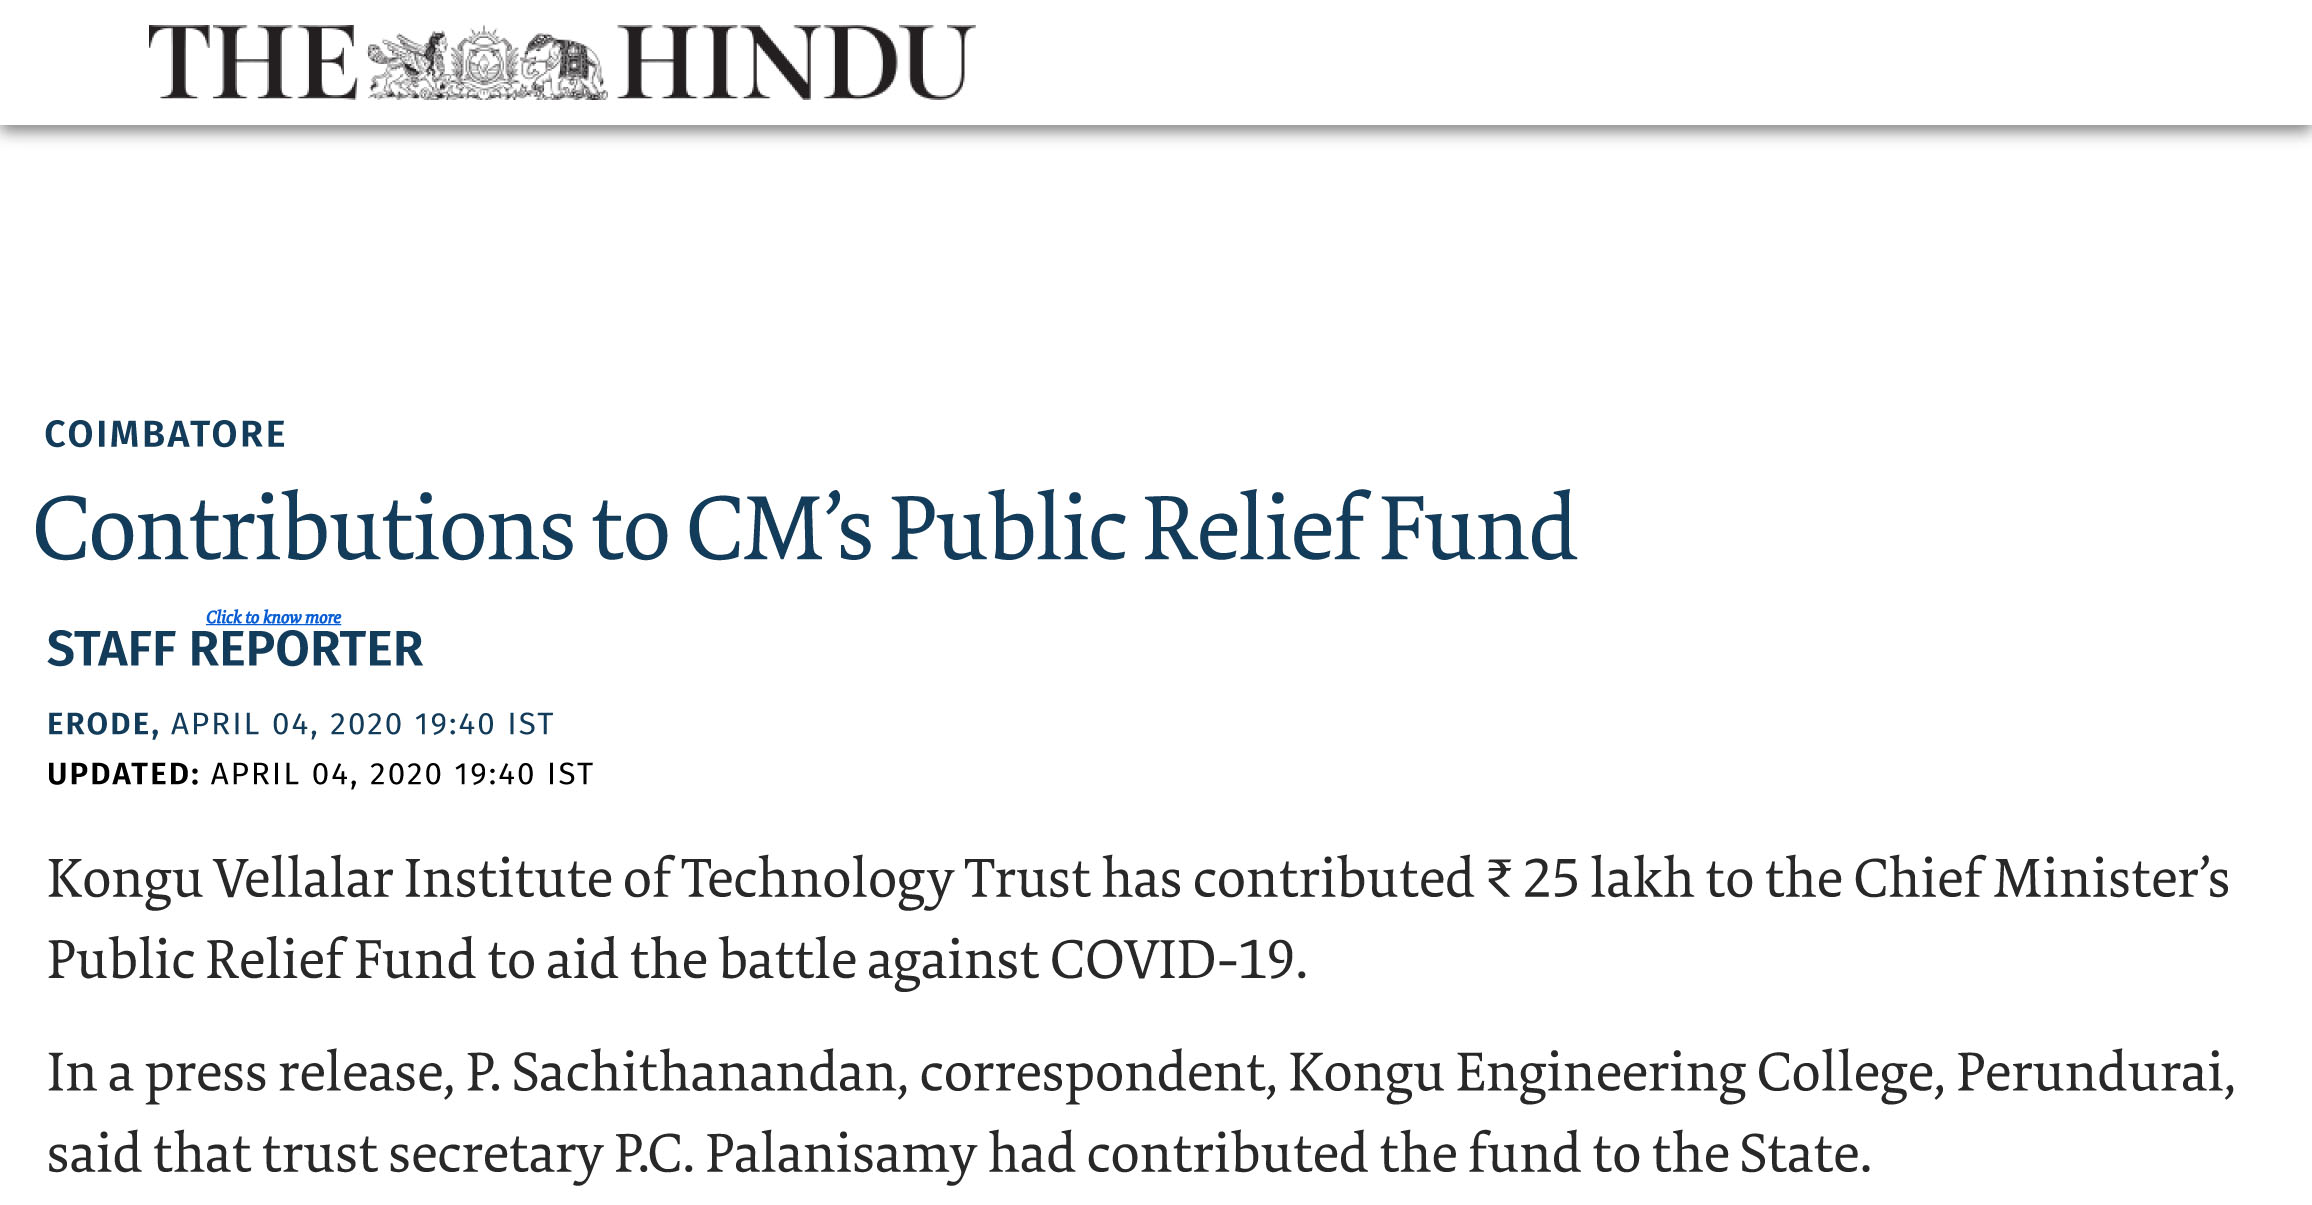 THE HINDU
COIMBATORE
Contributions to CM’s Public Relief Fund
Click to know more
STAFF REPORTER
ERODE, APRIL 04, 2020 19:40 IST
UPDATED: APRIL 04, 2020 19:40 IST
Kongu Vellalar Institute of Technology Trust has contributed ₹ 25 lakh to the Chief Minister’s
Public Relief Fund to aid the battle against COVID-19.
In a press release, P. Sachithanandan, correspondent, Kongu Engineering College, Perundurai,
said that trust secretary P.C. Palanisamy had contributed the fund to the State.